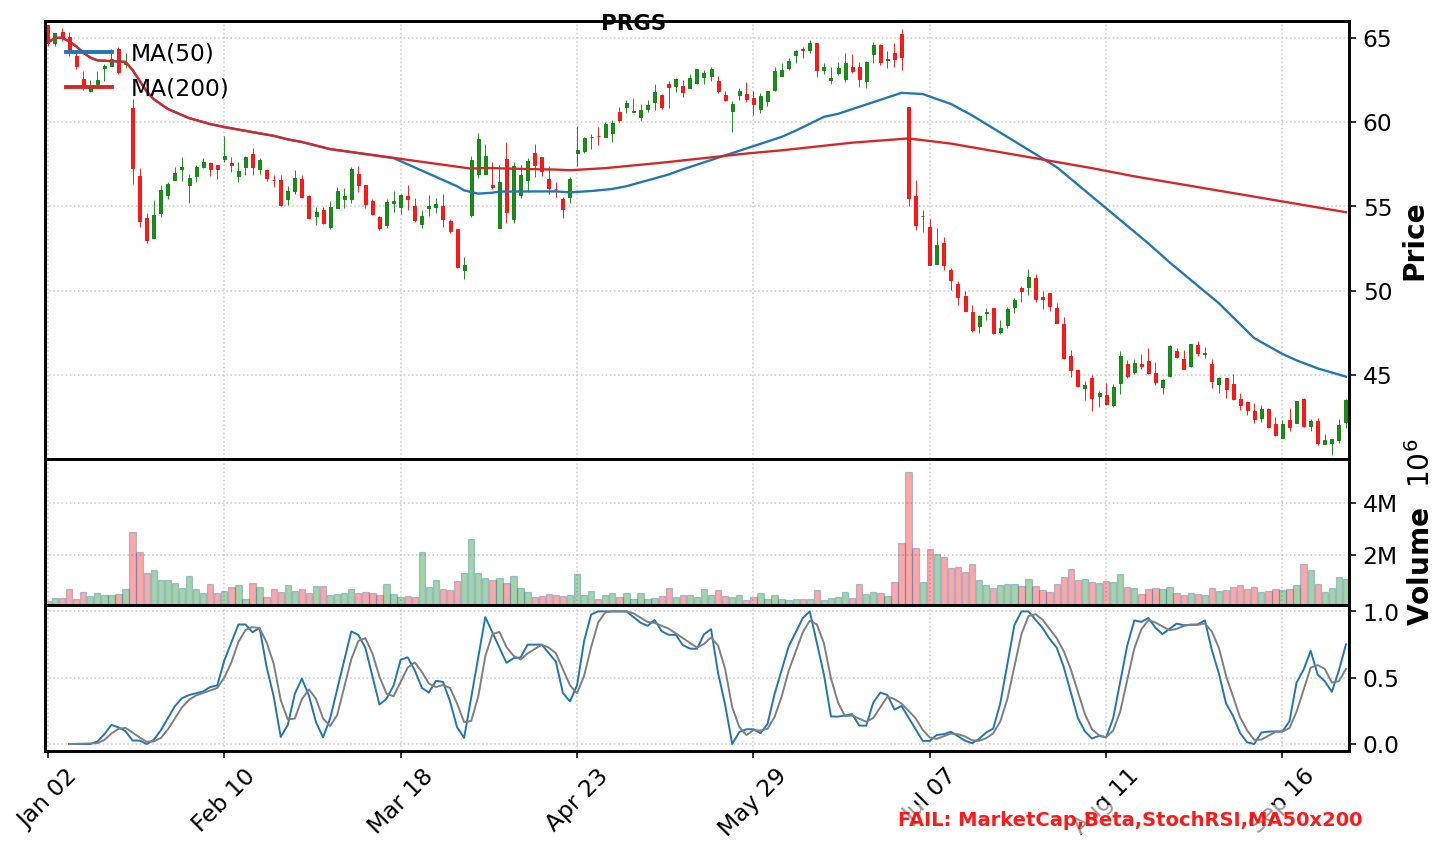 PRGS
MA(50)
MA(200)
65
60
55
50
45
Price
4M
2M
Volume 10⁶
1.0
0.5
0.0
Jan 02
Feb 10
Mar 18
Apr 23
May 29
Jul 07
Aug 11
Sep 16
FAIL: MarketCap,Beta,StochRSI,MA50x200